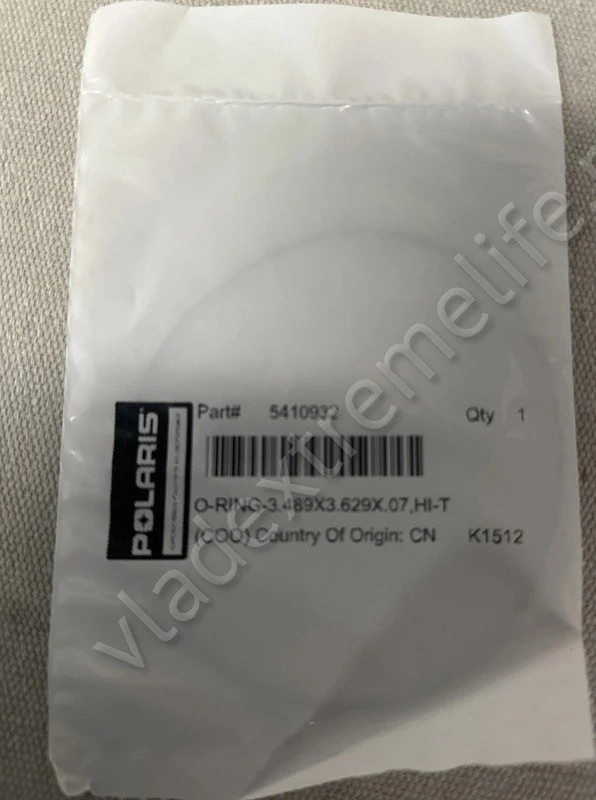 Part# 5410932 Qty 1
POLARIS
O-RING-3.489X3.629X.07,HI-T
(COO) Country Of Origin: CN K1512
vladextremelife.